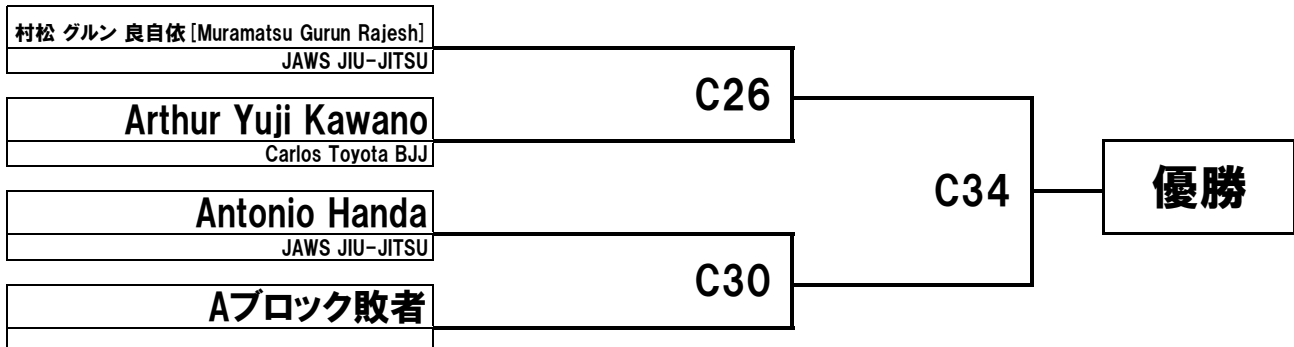 村松 グルン 良自依[Muramatsu Gurun Rajesh]
JAWS JIU-JITSU
C26
Arthur Yuji Kawano
Carlos Toyota BJJ
C34
優勝
Antonio Handa
JAWS JIU-JITSU
C30
Aブロック敗者